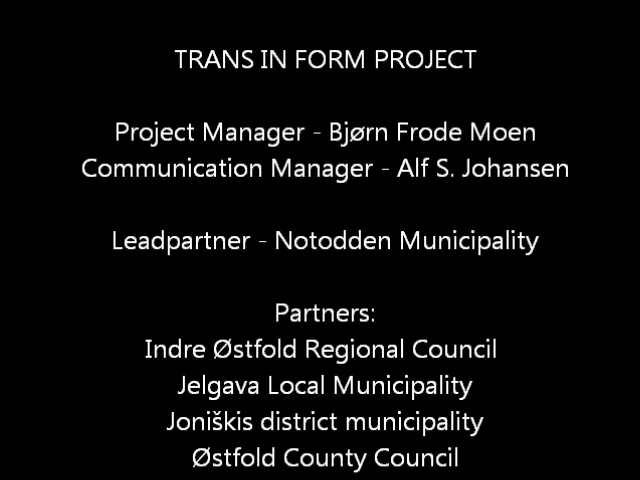 TRANS IN FORM PROJECT
Project Manager - Bjørn Frode Moen
Communication Manager - Alf S. Johansen
Leadpartner - Notodden Municipality
Partners:
Indre Østfold Regional Council
Jelgava Local Municipality
Joniškis district municipality
Østfold County Council